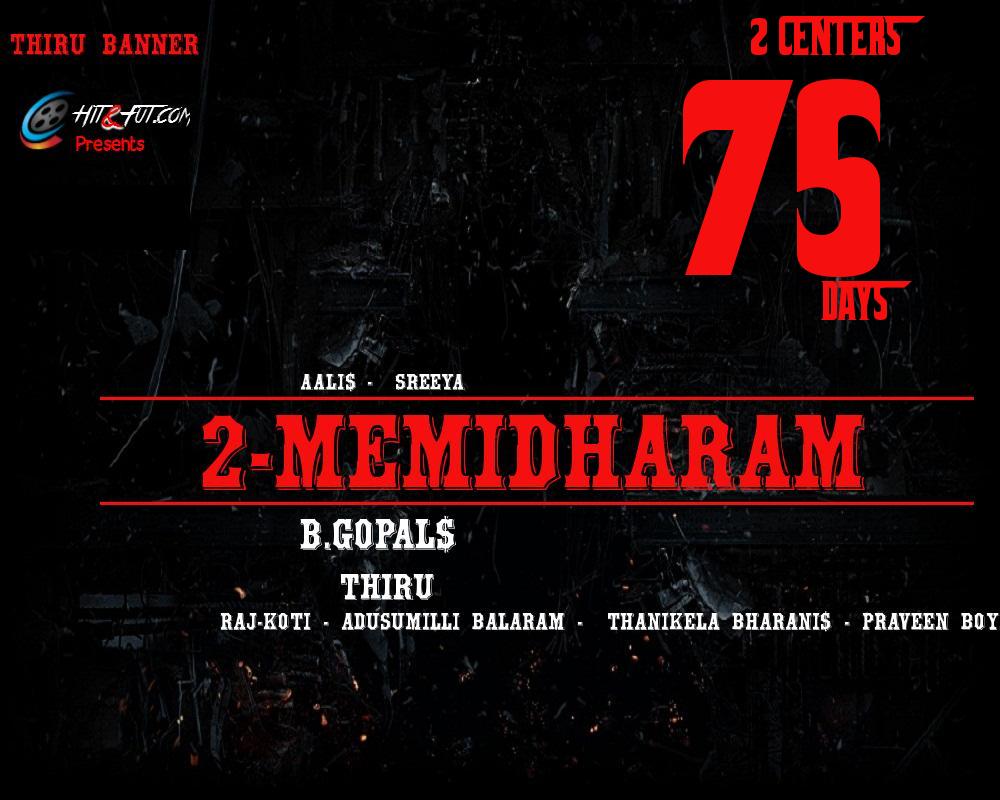 THIRU BANNER
HIT&FUT.COM
Presents
2 CENTERS
75
DAYS
AALI$ - SREEYA
2-MEMIDHARAM
B.GOPAL$
THIRU
RAJ-KOTI - ADUSUMILLI BALARAM - THANIKELA BHARANI$ - PRAVEEN BOY